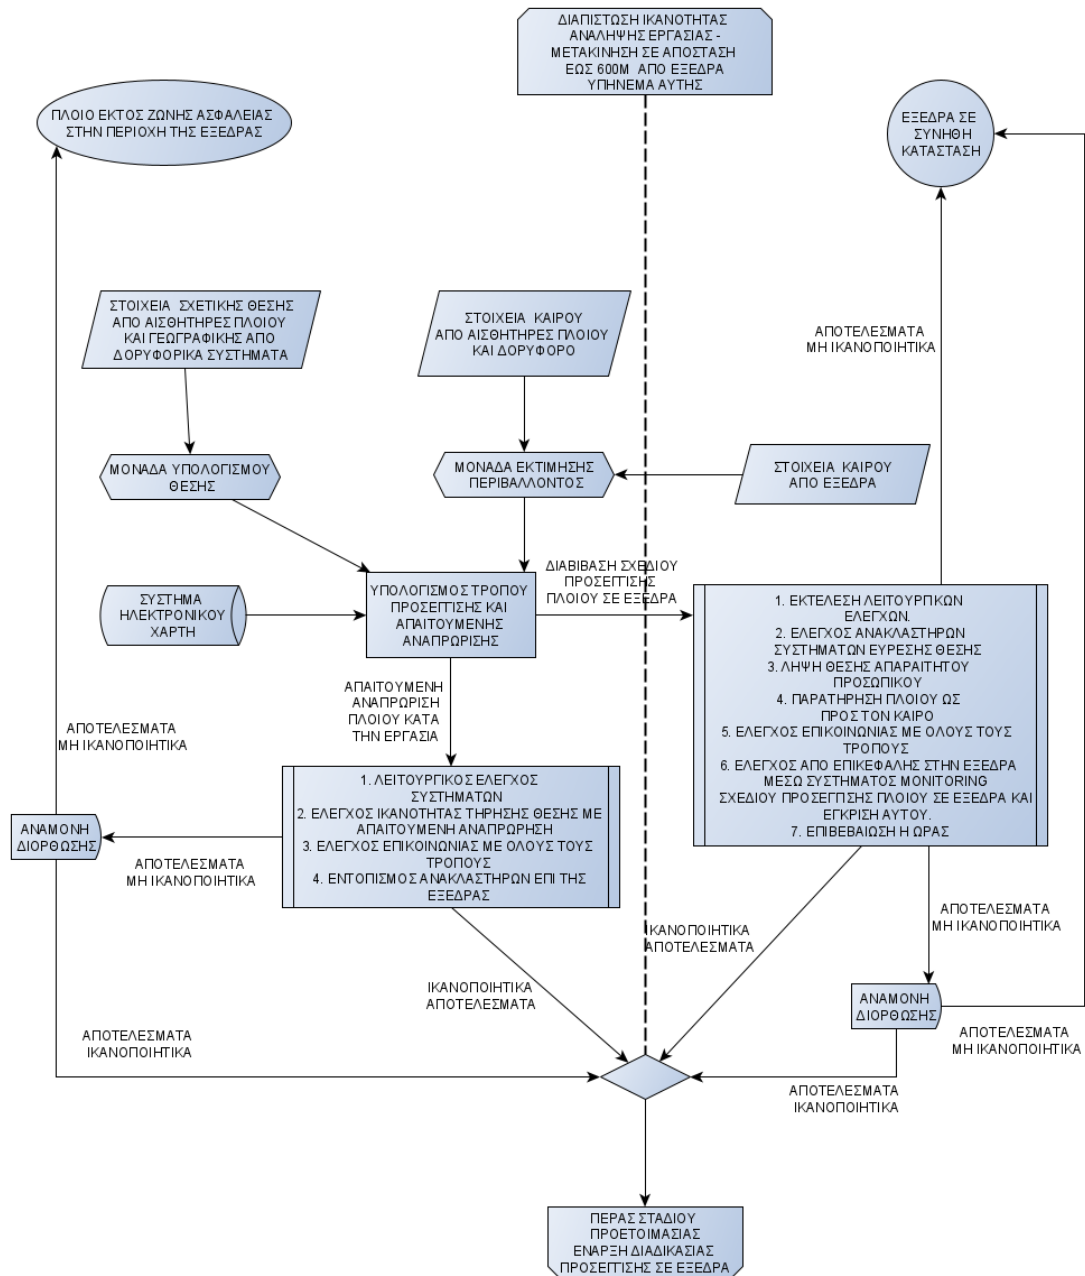 ΔΙΑΠΙΣΤΩΣΗ ΙΚΑΝΟΤΗΤΑΣ
ΑΝΑΛΗΨΗΣ ΕΡΓΑΣΙΑΣ -
ΜΕΤΑΚΙΝΗΣΗ ΣΕ ΑΠΟΣΤΑΣΗ
ΕΩΣ 600Μ ΑΠΟ ΕΞΕΔΡΑ
ΥΠΗΝΕΜΑ ΑΥΤΗΣ
ΠΛΟΙΟ ΕΚΤΟΣ ΖΩΝΗΣ ΑΣΦΑΛΕΙΑΣ
ΣΤΗΝ ΠΕΡΙΟΧΗ ΤΗΣ ΕΞΕΔΡΑΣ
ΕΞΕΔΡΑ ΣΕ
ΣΥΝΗΘΗ
ΚΑΤΑΣΤΑΣΗ
ΣΤΟΙΧΕΙΑ ΣΧΕΤΙΚΗΣ ΘΕΣΗΣ
ΑΠΟ ΑΙΣΘΗΤΗΡΕΣ ΠΛΟΙΟΥ
ΚΑΙ ΓΕΩΓΡΑΦΙΚΗΣ ΑΠΟ
ΔΟΡΥΦΟΡΙΚΑ ΣΥΣΤΗΜΑΤΑ
ΣΤΟΙΧΕΙΑ ΚΑΙΡΟΥ
ΑΠΟ ΑΙΣΘΗΤΗΡΕΣ ΠΛΟΙΟΥ
ΚΑΙ ΔΟΡΥΦΟΡΟ
ΑΠΟΤΕΛΕΣΜΑΤΑ
ΜΗ ΙΚΑΝΟΠΟΙΗΤΙΚΑ
ΜΟΝΑΔΑ ΥΠΟΛΟΓΙΣΜΟΥ
ΘΕΣΗΣ
ΜΟΝΑΔΑ ΕΚΤΙΜΗΣΗΣ
ΠΕΡΙΒΑΛΛΟΝΤΟΣ
ΣΤΟΙΧΕΙΑ ΚΑΙΡΟΥ
ΑΠΟ ΕΞΕΔΡΑ
ΣΥΣΤΗΜΑ
ΗΛΕΚΤΡΟΝΙΚΟΥ
ΧΑΡΤΗ
ΥΠΟΛΟΓΙΣΜΟΣ ΤΡΟΠΟΥ
ΠΡΟΣΕΓΓΙΣΗΣ ΚΑΙ
ΑΠΑΙΤΟΥΜΕΝΗΣ
ΑΝΑΠΡΩΡΙΣΗΣ
ΔΙΑΒΙΒΑΣΗ ΣΧΕΔΙΟΥ
ΠΡΟΣΕΓΓΙΣΗΣ
ΠΛΟΙΟΥ ΣΕ ΕΞΕΔΡΑ
1. ΕΚΤΕΛΕΣΗ ΛΕΙΤΟΥΡΓΙΚΩΝ
ΕΛΕΓΧΩΝ.
2. ΕΛΕΓΧΟΣ ΑΝΑΚΛΑΣΤΗΡΩΝ
ΣΥΣΤΗΜΑΤΩΝ ΕΥΡΕΣΗΣ ΘΕΣΗΣ
3. ΛΗΨΗ ΘΕΣΗΣ ΑΠΑΡΑΙΤΗΤΟΥ
ΠΡΟΣΩΠΙΚΟΥ
4. ΠΑΡΑΤΗΡΗΣΗ ΠΛΟΙΟΥ ΩΣ
ΠΡΟΣ ΤΟΝ ΚΑΙΡΟ
5. ΕΛΕΓΧΟΣ ΕΠΙΚΟΙΝΩΝΙΑΣ ΜΕ ΟΛΟΥΣ ΤΟΥΣ
ΤΡΟΠΟΥΣ
6. ΕΛΕΓΧΟΣ ΑΠΟ ΕΠΙΚΕΦΑΛΗΣ ΣΤΗΝ ΕΞΕΔΡΑ
ΜΕΣΩ ΣΥΣΤΗΜΑΤΟΣ MONITORING
ΣΧΕΔΙΟΥ ΠΡΟΣΕΓΓΙΣΗΣ ΠΛΟΙΟΥ ΣΕ ΕΞΕΔΡΑ ΚΑΙ
ΕΓΚΡΙΣΗ ΑΥΤΟΥ.
7. ΕΠΙΒΕΒΑΙΩΣΗ Η ΩΡΑΣ
ΑΠΑΙΤΟΥΜΕΝΗ
ΑΝΑΠΡΩΡΙΣΗ
ΠΛΟΙΟΥ ΚΑΤΑ
ΤΗΝ ΕΡΓΑΣΙΑ
ΑΠΟΤΕΛΕΣΜΑΤΑ
ΜΗ ΙΚΑΝΟΠΟΙΗΤΙΚΑ
1. ΛΕΙΤΟΥΡΓΙΚΟΣ ΕΛΕΓΧΟΣ
ΣΥΣΤΗΜΑΤΩΝ
2. ΕΛΕΓΧΟΣ ΙΚΑΝΟΤΗΤΑΣ ΤΗΡΗΣΗΣ ΘΕΣΗΣ ΜΕ
ΑΠΑΙΤΟΥΜΕΝΗ ΑΝΑΠΡΩΡΗΣΗ
3. ΕΛΕΓΧΟΣ ΕΠΙΚΟΙΝΩΝΙΑΣ ΜΕ ΟΛΟΥΣ ΤΟΥΣ
ΤΡΟΠΟΥΣ
4. ΕΝΤΟΠΙΣΜΟΣ ΑΝΑΚΛΑΣΤΗΡΩΝ ΕΠΙ ΤΗΣ
ΕΞΕΔΡΑΣ
ΑΝΑΜΟΝΗ
ΔΙΟΡΘΩΣΗΣ
ΑΠΟΤΕΛΕΣΜΑΤΑ
ΜΗ ΙΚΑΝΟΠΟΙΗΤΙΚΑ
ΙΚΑΝΟΠΟΙΗΤΙΚΑ
ΑΠΟΤΕΛΕΣΜΑΤΑ
ΑΠΟΤΕΛΕΣΜΑΤΑ
ΜΗ ΙΚΑΝΟΠΟΙΗΤΙΚΑ
ΙΚΑΝΟΠΟΙΗΤΙΚΑ
ΑΠΟΤΕΛΕΣΜΑΤΑ
ΑΝΑΜΟΝΗ
ΔΙΟΡΘΩΣΗΣ
ΑΠΟΤΕΛΕΣΜΑΤΑ
ΙΚΑΝΟΠΟΙΗΤΙΚΑ
ΑΠΟΤΕΛΕΣΜΑΤΑ
ΜΗ ΙΚΑΝΟΠΟΙΗΤΙΚΑ
ΑΠΟΤΕΛΕΣΜΑΤΑ
ΙΚΑΝΟΠΟΙΗΤΙΚΑ
ΠΕΡΑΣ ΣΤΑΔΙΟΥ
ΠΡΟΕΤΟΙΜΑΣΙΑΣ
ΕΝΑΡΞΗ ΔΙΑΔΙΚΑΣΙΑΣ
ΠΡΟΣΕΓΓΙΣΗΣ ΣΕ ΕΞΕΔΡΑ